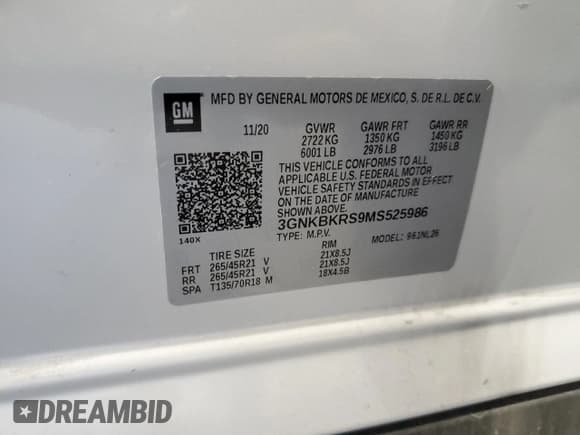 GM
MFD BY GENERAL MOTORS DE MEXICO, S. DE R.L. DE C.V.
11/20 GVWR GAWR FRT GAWR RR
2722 KG 1350 KG 1450 KG
6001 LB 2976 LB 3196 LB
THIS VEHICLE CONFORMS TO ALL
APPLICABLE U.S. FEDERAL MOTOR
VEHICLE SAFETY STANDARDS IN EFFECT
ON THE DATE OF MANUFACTURE
SHOWN ABOVE.
3GNKBKRS9MS525986
TYPE: M.P.V. MODEL: 961NL26
140X
TIRE SIZE RIM
FRT 265/45R21 V 21X8.5J
RR 265/45R21 V 21X8.5J
SPA T135/70R18 M 18X4.5B
DREAMBID